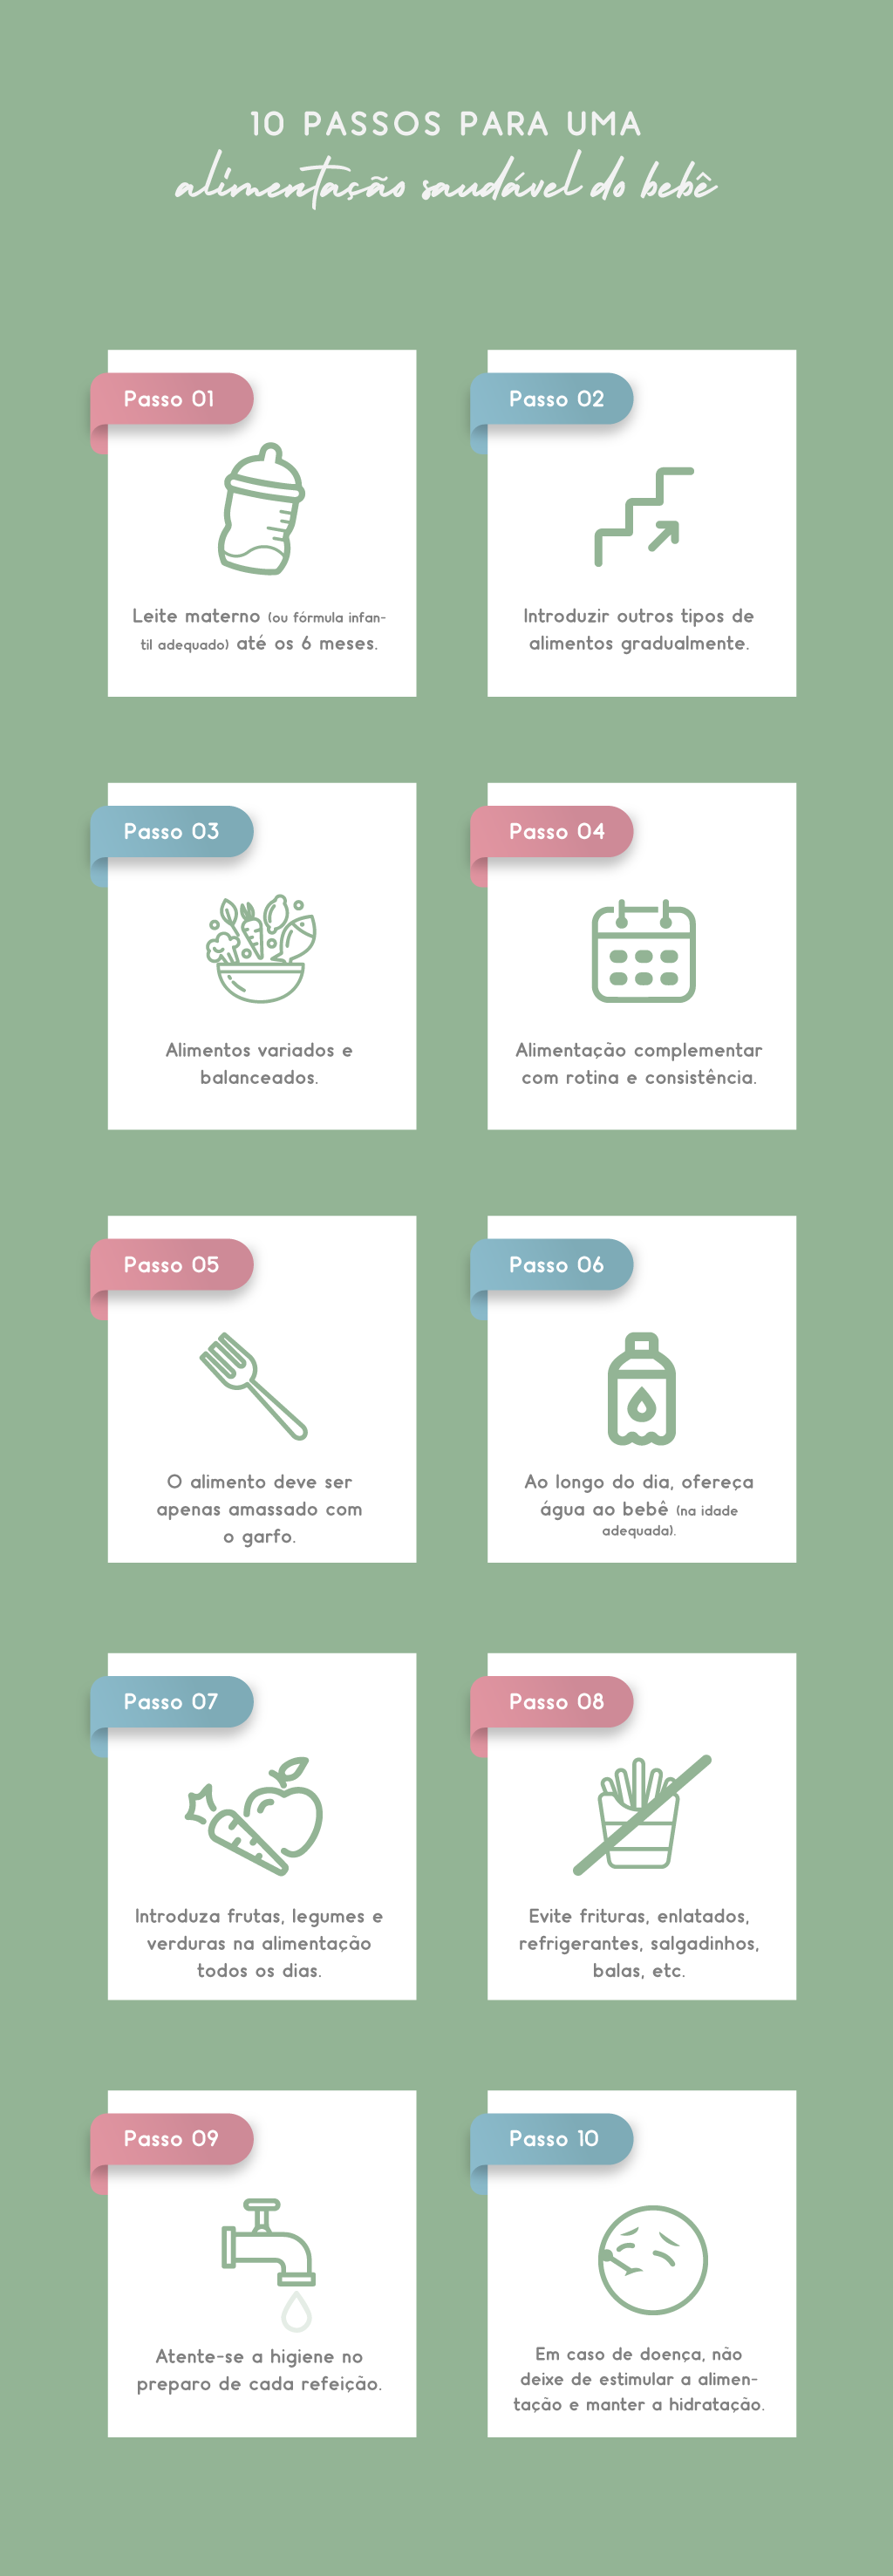 10 PASSOS PARA UMA
alimentação saudável do bebê
Passo 01
Leite materno (ou fórmula infan-
til adequado) até os 6 meses.
Passo 02
Introduzir outros tipos de
alimentos gradualmente.
Passo 03
Alimentos variados e
balanceados.
Passo 04
Alimentação complementar
com rotina e consistência.
Passo 05
O alimento deve ser
apenas amassado com
o garfo.
Passo 06
Ao longo do dia, ofereça
água ao bebê (na idade
adequada).
Passo 07
Introduza frutas, legumes e
verduras na alimentação
todos os dias.
Passo 08
Evite frituras, enlatados,
refrigerantes, salgadinhos,
balas, etc.
Passo 09
Atente-se a higiene no
preparo de cada refeição.
Passo 10
Em caso de doença, não
deixe de estimular a alimen-
tação e manter a hidratação.